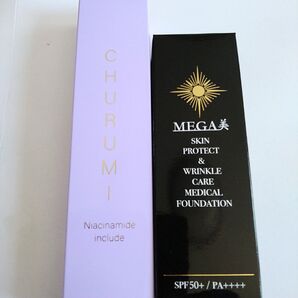 CHURUMI
Niacinamide
include
MEGA美
SKIN
PROTECT
&
WRINKLE
CARE
MEDICAL
FOUNDATION
SPF50+/PA++++